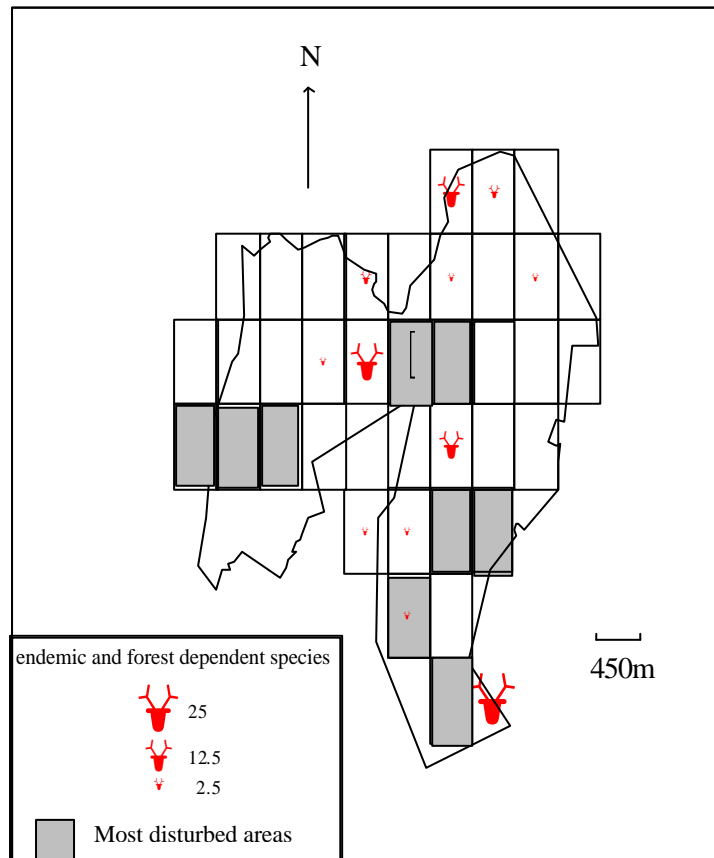 N
450m
endemic and forest dependent species
25
12.5
2.5
Most disturbed areas